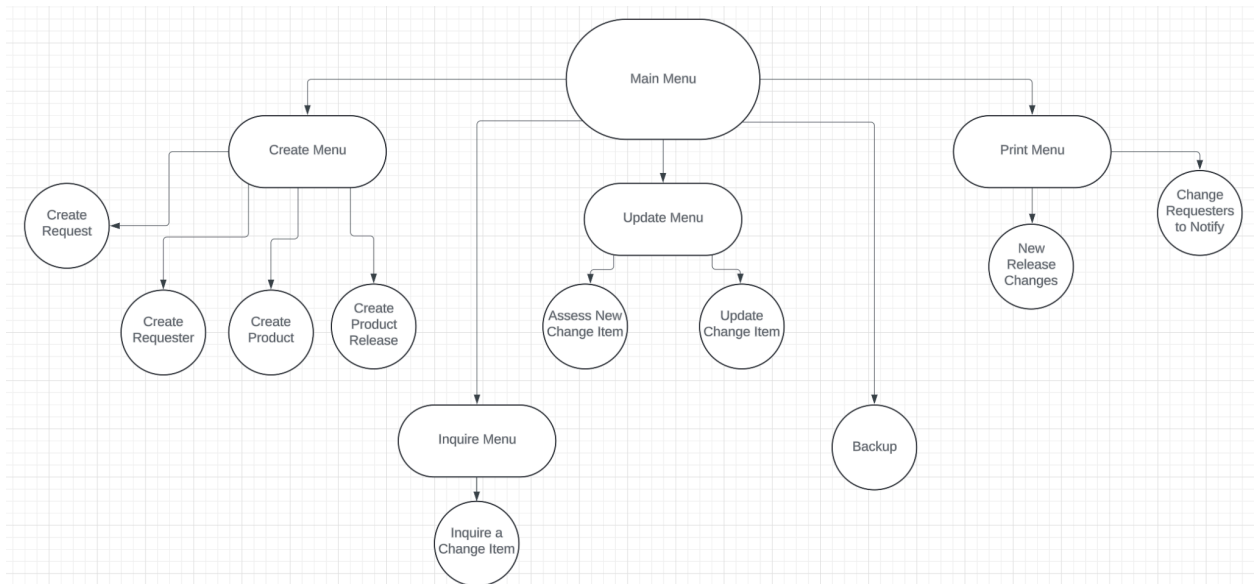 Main Menu
Create Menu
Print Menu
Create
Request
Change
Requesters
to Notify
Update Menu
New
Release
Changes
Create
Requester
Create
Product
Create
Product
Release
Assess New
Change Item
Update
Change Item
Inquire Menu
Backup
Inquire a
Change Item